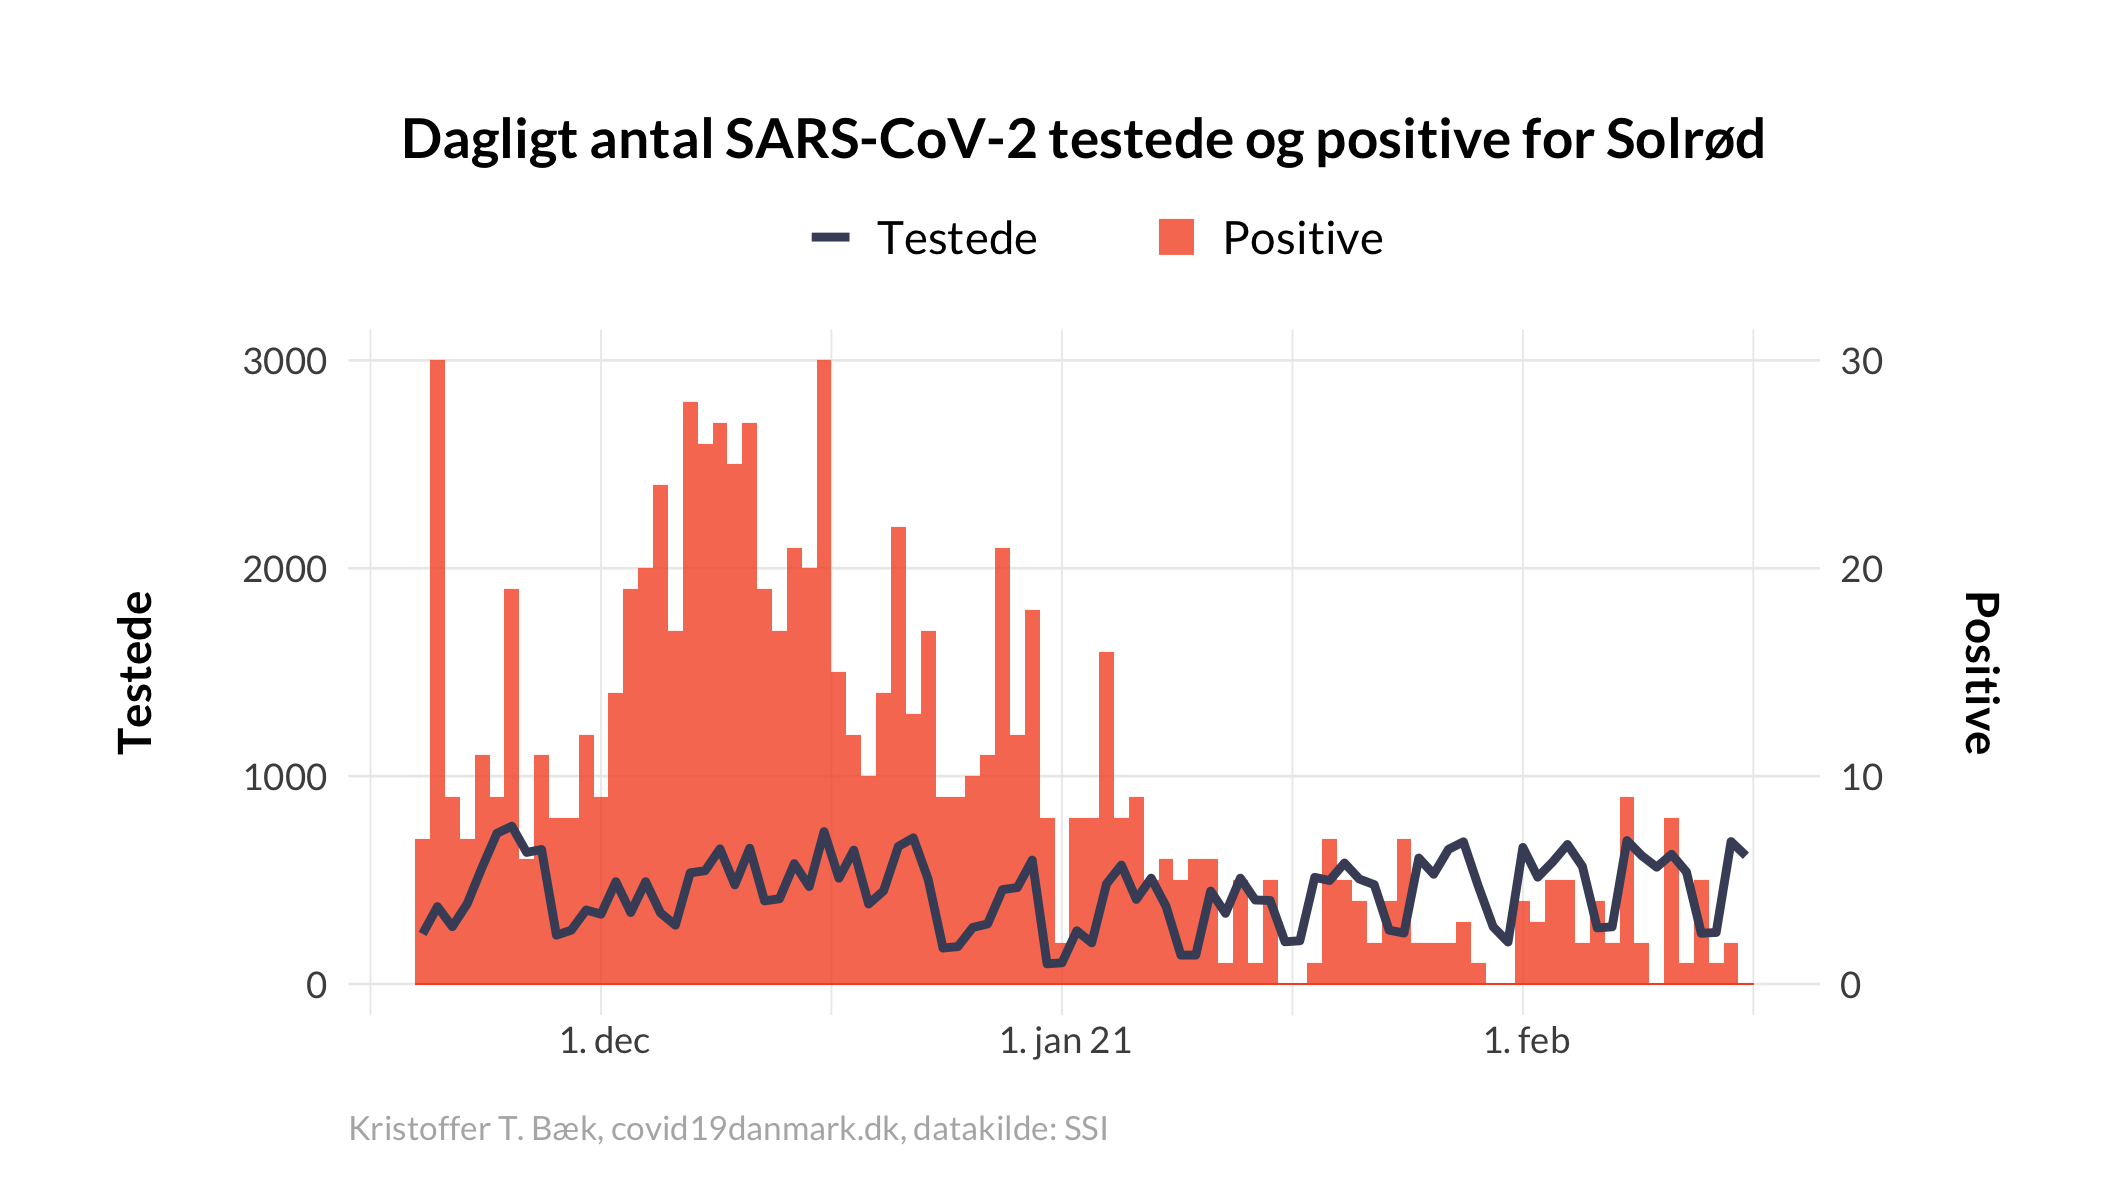 Dagligt antal SARS-CoV-2 testede og positive for Solrød
Testede
Positive
3000
2000
1000
0
30
20
10
0
Testede
Positive
1. dec
1. jan 21
1. feb
Kristoffer T. Bæk, covid19danmark.dk, datakilde: SSI